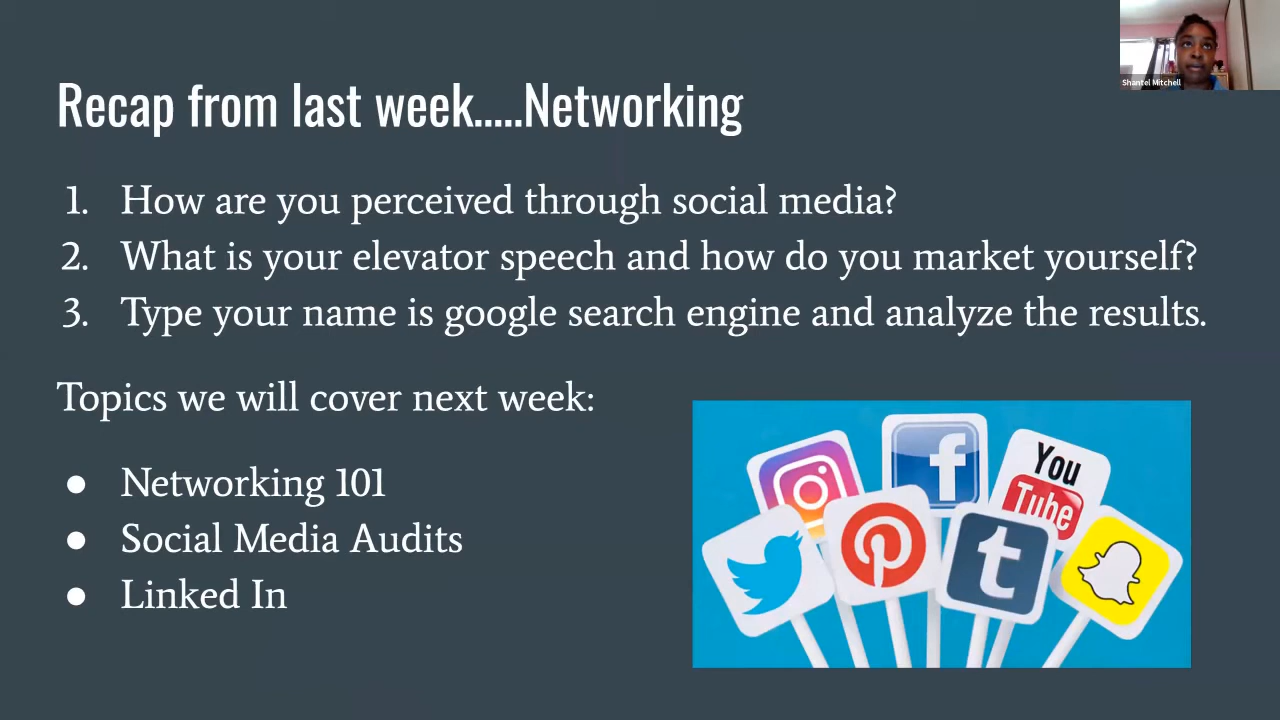 Shantel Mitchell
Recap from last week.....Networking
1. How are you perceived through social media?
2. What is your elevator speech and how do you market yourself?
3. Type your name is google search engine and analyze the results.
Topics we will cover next week:
● Networking 101
● Social Media Audits
● Linked In
f
You
Tube
t